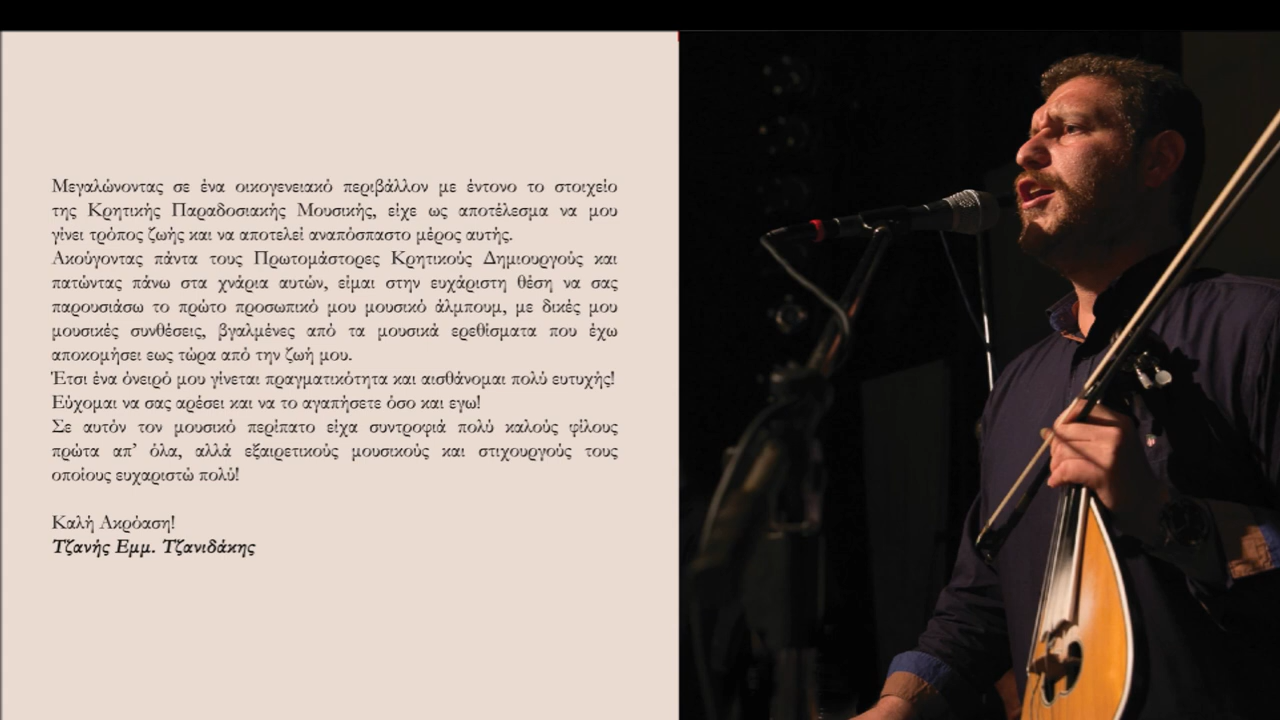 Μεγαλώνοντας σε ένα οικογενειακό περιβάλλον με έντονο το στοιχείο
της Κρητικής Παραδοσιακής Μουσικής, είχε ως αποτέλεσμα να μου
γίνει τρόπος ζωής και να αποτελεί αναπόσπαστο μέρος αυτής.
Ακούγοντας πάντα τους Πρωτομάστορες Κρητικούς Δημιουργούς και
πατώντας πάνω στα χνάρια αυτών, είμαι στην ευχάριστη θέση να σας
παρουσιάσω το πρώτο προσωπικό μου μουσικό άλμπουμ, με δικές μου
μουσικές συνθέσεις, βγαλμένες από τα μουσικά ερεθίσματα που έχω
αποκομήσει εως τώρα από την ζωή μου.
Έτσι ένα όνειρό μου γίνεται πραγματικότητα και αισθάνομαι πολύ ευτυχής!
Εύχομαι να σας αρέσει και να το αγαπήσετε όσο και εγω!
Σε αυτόν τον μουσικό περίπατο είχα συντροφιά πολύ καλούς φίλους
πρώτα απ’ όλα, αλλά εξαιρετικούς μουσικούς και στιχουργούς τους
οποίους ευχαριστώ πολύ!
Καλή Ακρόαση!
Τζανής Εμμ. Τζανιδάκης